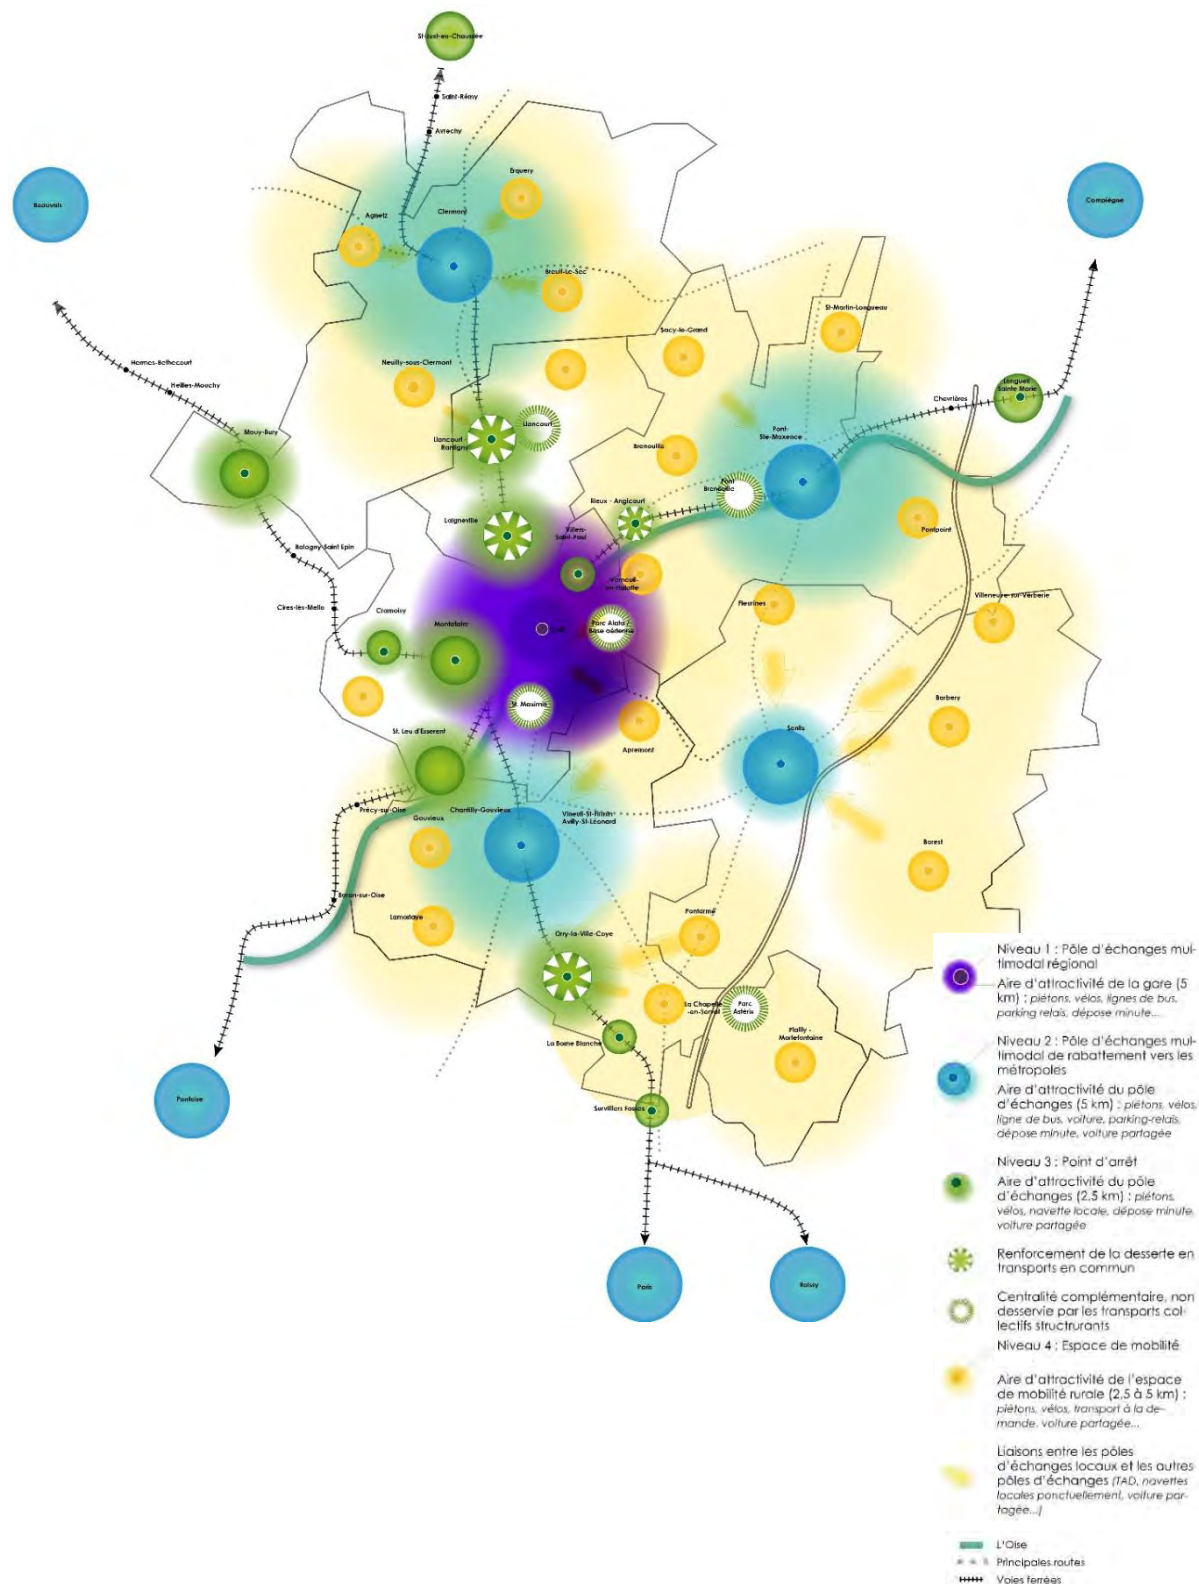 St-Just-en-Chaussée
Saint-Rémy
Avrechy
Beauvais
Compiègne
Erquery
Agnetz
Clermont
Breuil-Le-Sec
St-Martin-Longueau
Sacy-le-Grand
Neuilly-sous-Clermont
Hermes-Bethecourt
Heilles-Mouchy
Chevrières
Longueil
Sainte Marie
Mouy-Bury
Liancourt -
Rantigny
Liancourt
Pont-
Ste-Maxence
Brenouille
Pont
Brenouille
Rieux - Angicourt
Laigneville
Villers-
Saint-Paul
Pontpoint
Balagny-Saint Epin
Verneuil-
en-Halatte
Cires-lès-Mello
Fleurines
Villeneuve-sur-Verberie
Cramoisy
Montataire
Parc Alata /
Base aérienne
St. Maximin
Barbery
St. Leu d'Esserent
Apremont
Senlis
Précy-sur-Oise
Chantilly-Gouvieux
Gouvieux
Vineuil-St-Firmin
Avilly-St-Léonard
Borest
Boran-sur-Oise
Lamorlaye
Orry-la-Ville-Coye
Pontarmé
La Chapelle
-en-Serval
Parc
Astérix
La Borne Blanche
Plailly -
Mortefontaine
Survilliers Fosses
Pontoise
Paris
Roissy
Niveau 1 : Pôle d'échanges mul-
timodal régional
Aire d'attractivité de la gare (5
km) : piétons, vélos, lignes de bus,
parking relais, dépose minute...
Niveau 2 : Pôle d'échanges mul-
timodal de rabattement vers les
métropoles
Aire d'attractivité du pôle
d'échanges (5 km) : piétons, vélos,
ligne de bus, voiture, parking-relais,
dépose minute, voiture partagée
Niveau 3 : Point d'arrêt
Aire d'attractivité du pôle
d'échanges (2,5 km) : piétons,
vélos, navette locale, dépose minute,
voiture partagée
Renforcement de la desserte en
transports en commun
Centralité complémentaire, non
desservie par les transports col-
lectifs structrurants
Niveau 4 : Espace de mobilité
Aire d'attractivité de l'espace
de mobilité rurale (2,5 à 5 km) :
piétons, vélos, transport à la de-
mande, voiture partagée...
Liaisons entre les pôles
d'échanges locaux et les autres
pôles d'échanges (TAD, navettes
locales ponctuellement, voiture par-
tagée...)
L'Oise
Principales routes
Voies ferrées